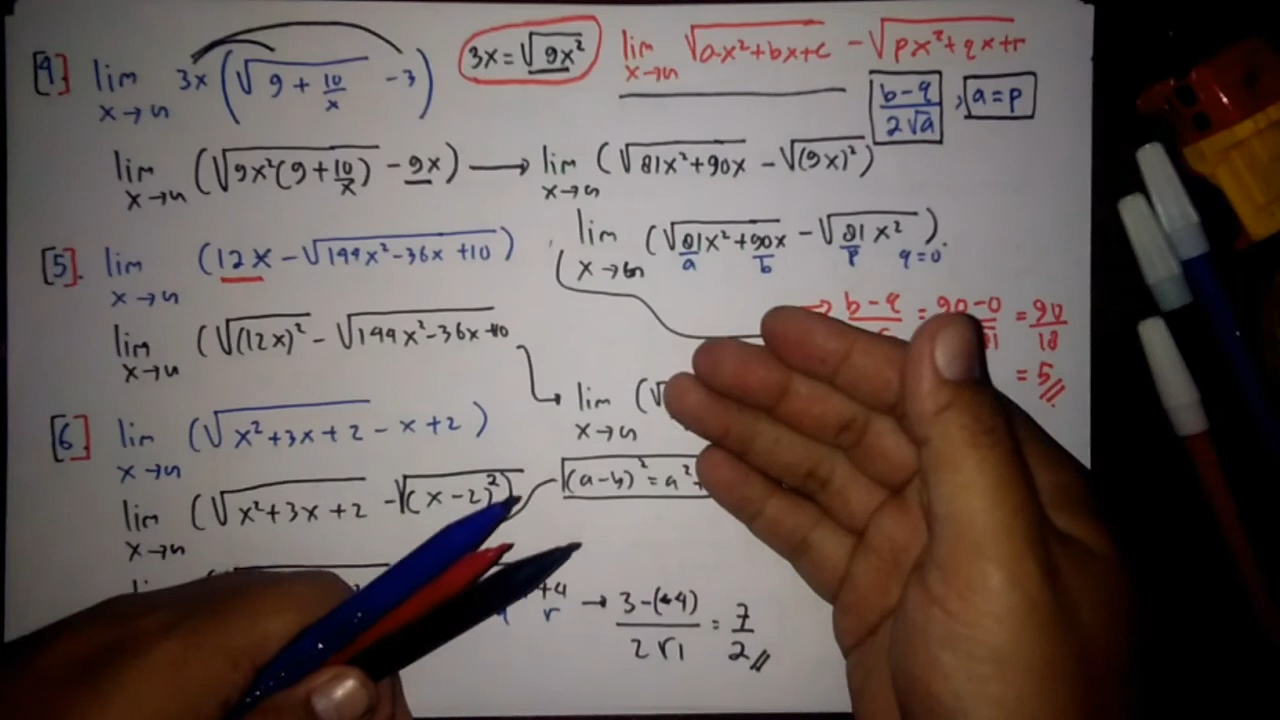 [4] lim x→∞ 3x (√(9 + 10/x) - 3)
3x = √(9x²)
lim x→∞ √(ax²+bx+c) - √(px²+qx+r)
(b-q)/(2√a) , a=p
lim x→∞ (√(9x²(9+10/x)) - 9x) → lim x→∞ (√(81x²+90x) - √((9x)²))
lim x→∞ (√(81x²+90x) - √(81x²)).
a b p q=0
→ (b-q) = 90-0 = 90/18
= 5//
[5]. lim x→∞ (12x - √(144x²-36x+10))
lim x→∞ (√((12x)²) - √(144x²-36x+10
lim x→∞ (√
[6] lim x→∞ (√(x²+3x+2) - x+2)
lim x→∞ (√(x²+3x+2) - √((x-2)²))
(a-b)² = a²
+4
r
→ (3-(-4))/(2√1) = 7/2 //